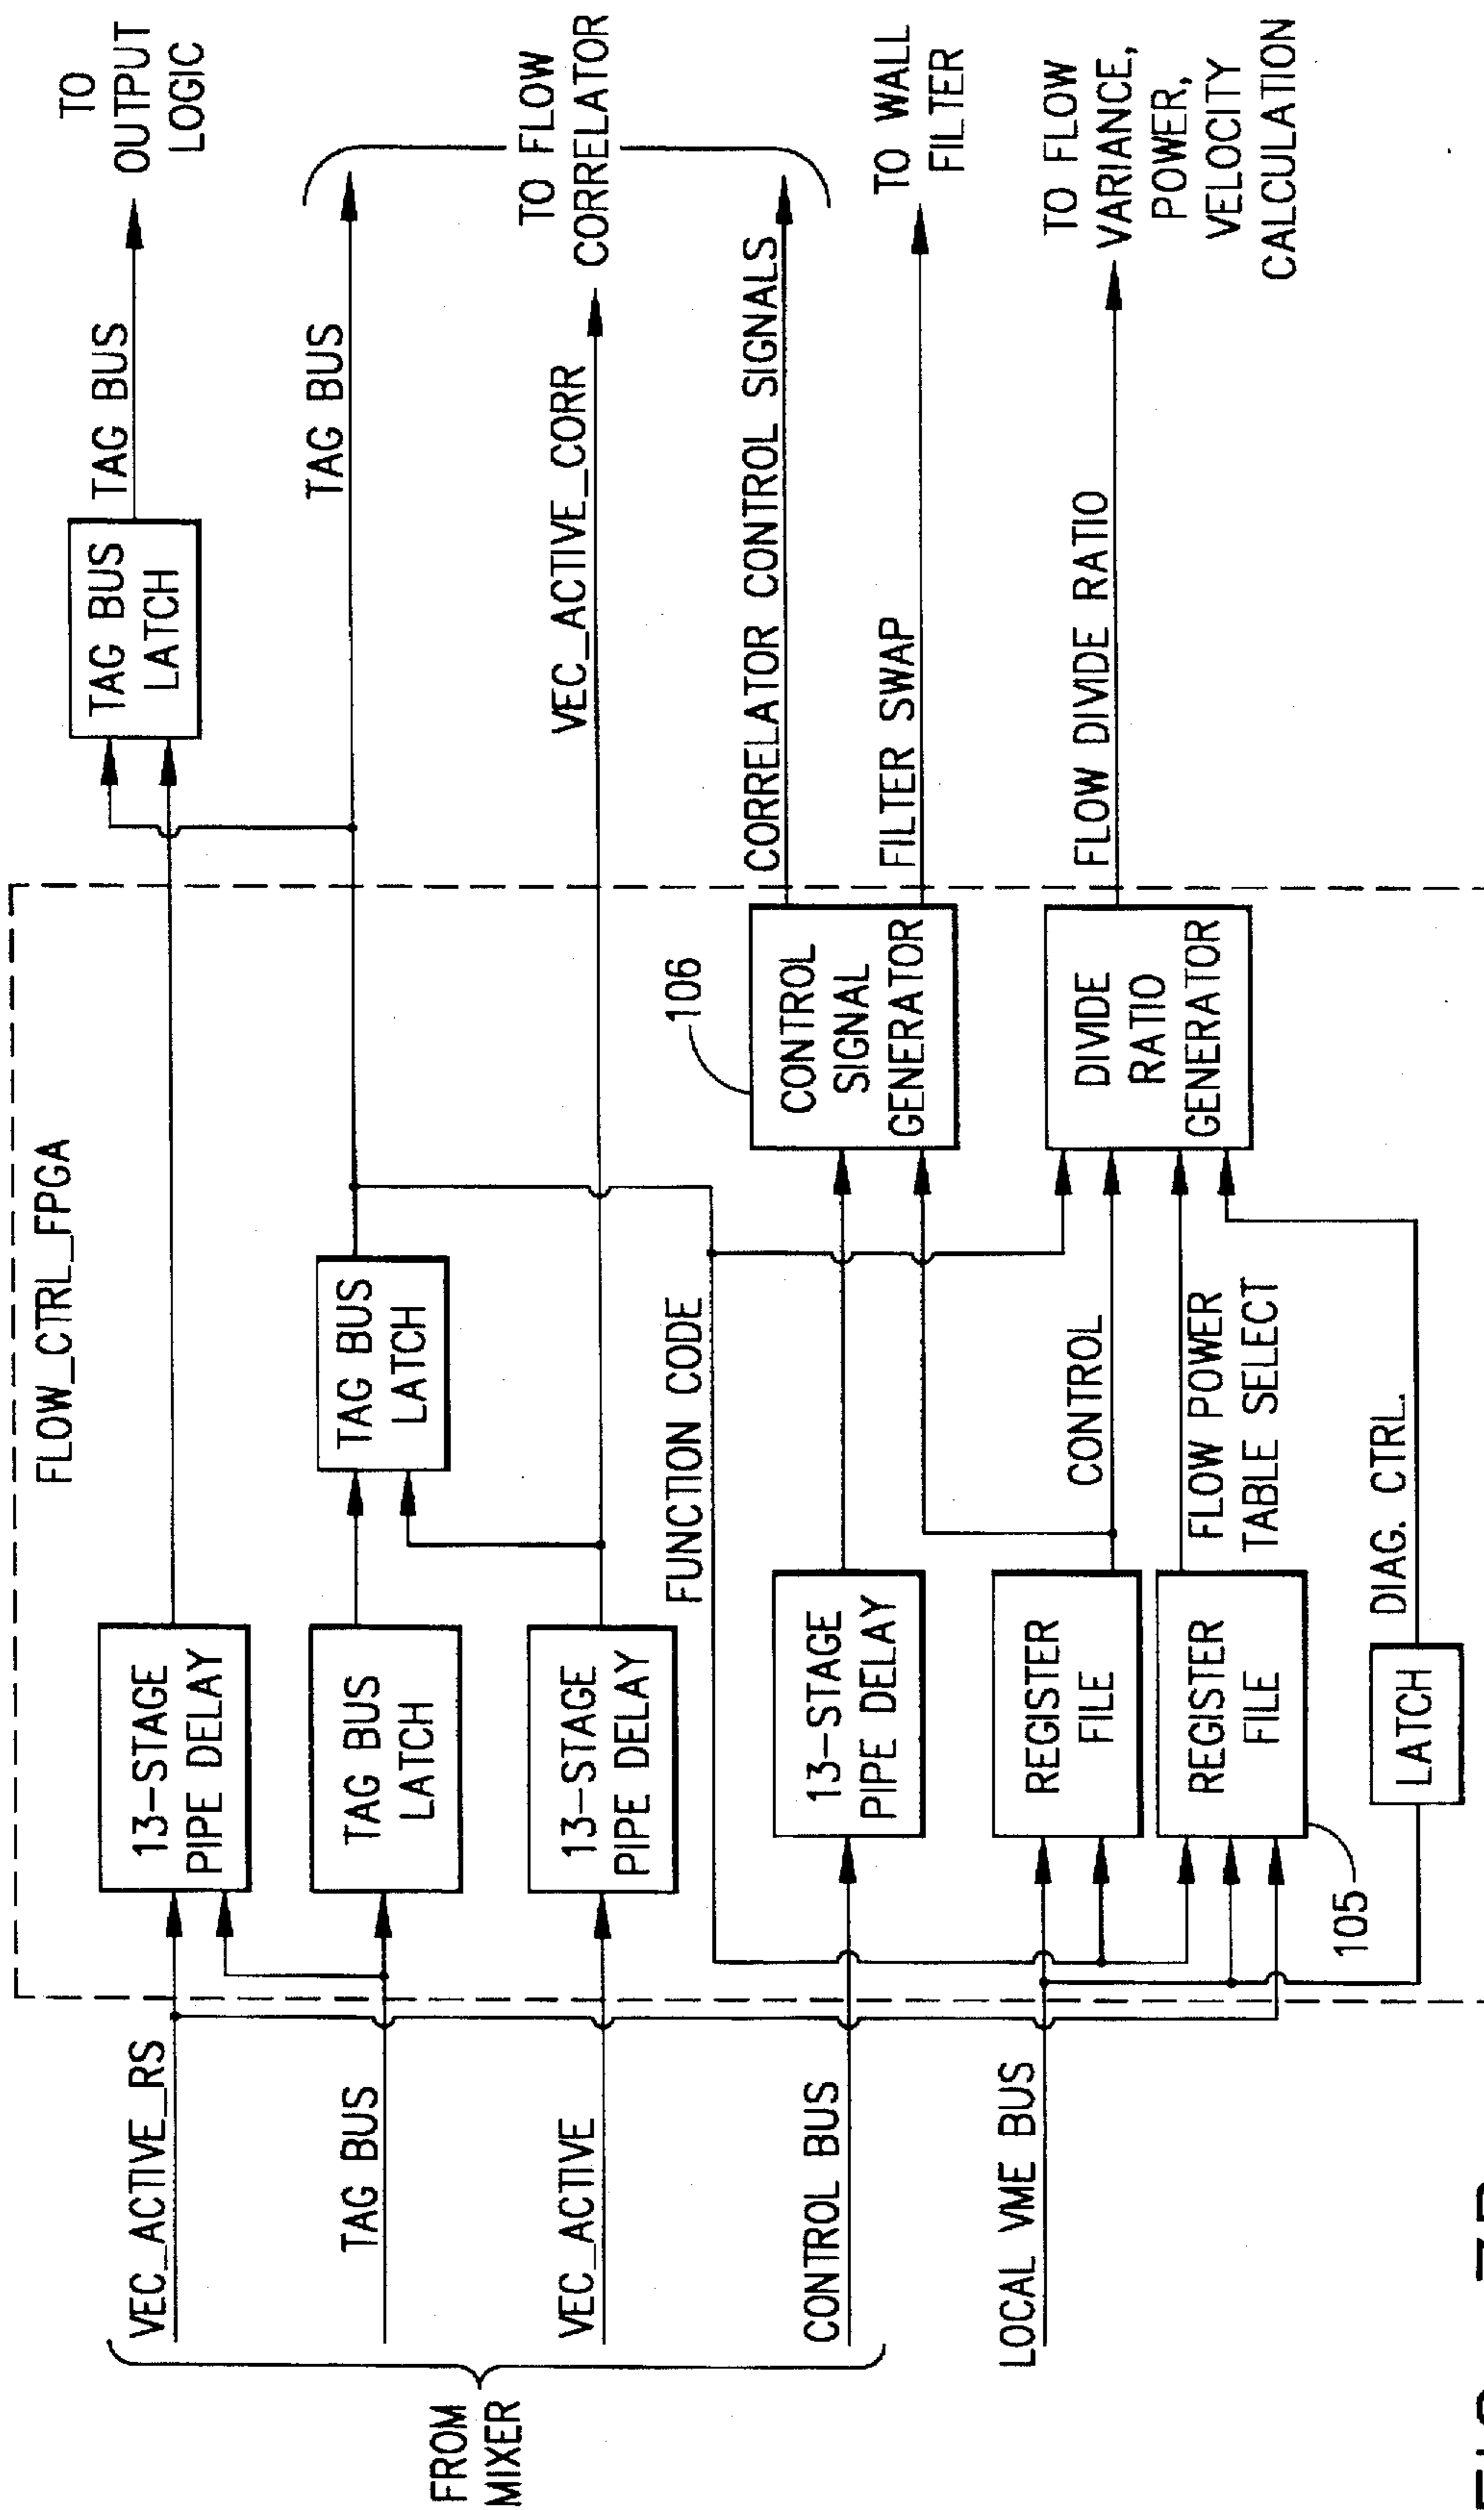 FLOW_CTRL_FPGA
FROM
MIXER
VEC_ACTIVE_RS
TAG BUS
VEC_ACTIVE
CONTROL BUS
LOCAL VME BUS
13-STAGE
PIPE DELAY
TAG BUS
LATCH
13-STAGE
PIPE DELAY
13-STAGE
PIPE DELAY
REGISTER
FILE
REGISTER
FILE
105
LATCH
TAG BUS
LATCH
FUNCTION CODE
CONTROL
FLOW POWER
TABLE SELECT
DIAG. CTRL.
106
CONTROL
SIGNAL
GENERATOR
DIVIDE
RATIO
GENERATOR
TAG BUS
LATCH
TAG BUS
TAG BUS
VEC_ACTIVE_CORR
CORRELATOR CONTROL SIGNALS
FILTER SWAP
FLOW DIVIDE RATIO
TO
OUTPUT
LOGIC
TO FLOW
CORRELATOR
TO WALL
FILTER
TO FLOW
VARIANCE,
POWER,
VELOCITY
CALCULATION